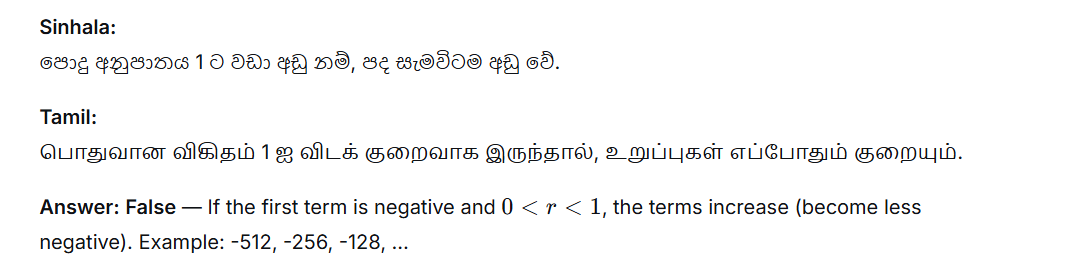 Sinhala:
පොදු අනුපාතය 1 ට වඩා අඩු නම්, පද සැමවිටම අඩු වේ.
Tamil:
பொதுவான விகிதம் 1 ஐ விடக் குறைவாக இருந்தால், உறுப்புகள் எப்போதும் குறையும்.
Answer: False — If the first term is negative and 0 < r < 1, the terms increase (become less
negative). Example: -512, -256, -128, ...